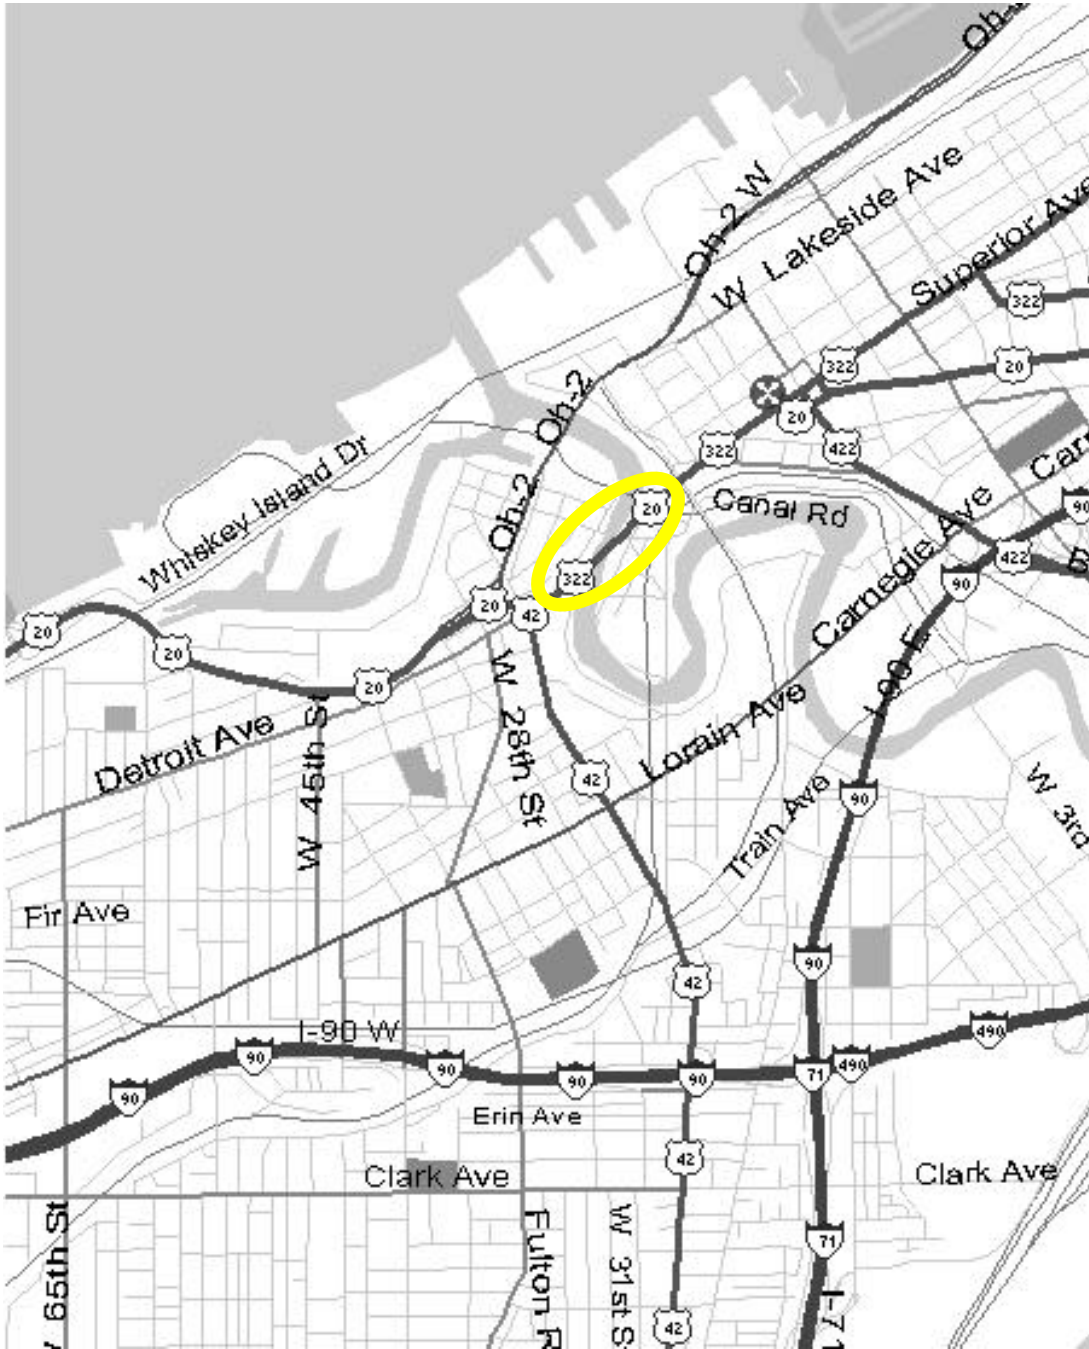 Oh-
Oh-2 W
W Lakeside Ave
Superior Ave
322
322
20
20
Oh-2
322
422
Whiskey Island Dr
Oh-2
20
Canal Rd
Carnegie Ave
90
322
422
90
20
20
42
20
20
I-90 E
W 28th St
Detroit Ave
W 45th St
Lorain Ave
42
90
Train Ave
W 3rd
Fir Ave
90
42
I-90 W
490
90
90
90
90
71
490
90
Erin Ave
42
Clark Ave
Clark Ave
65th St
Fulton R
W 31st S
71
I-71
42